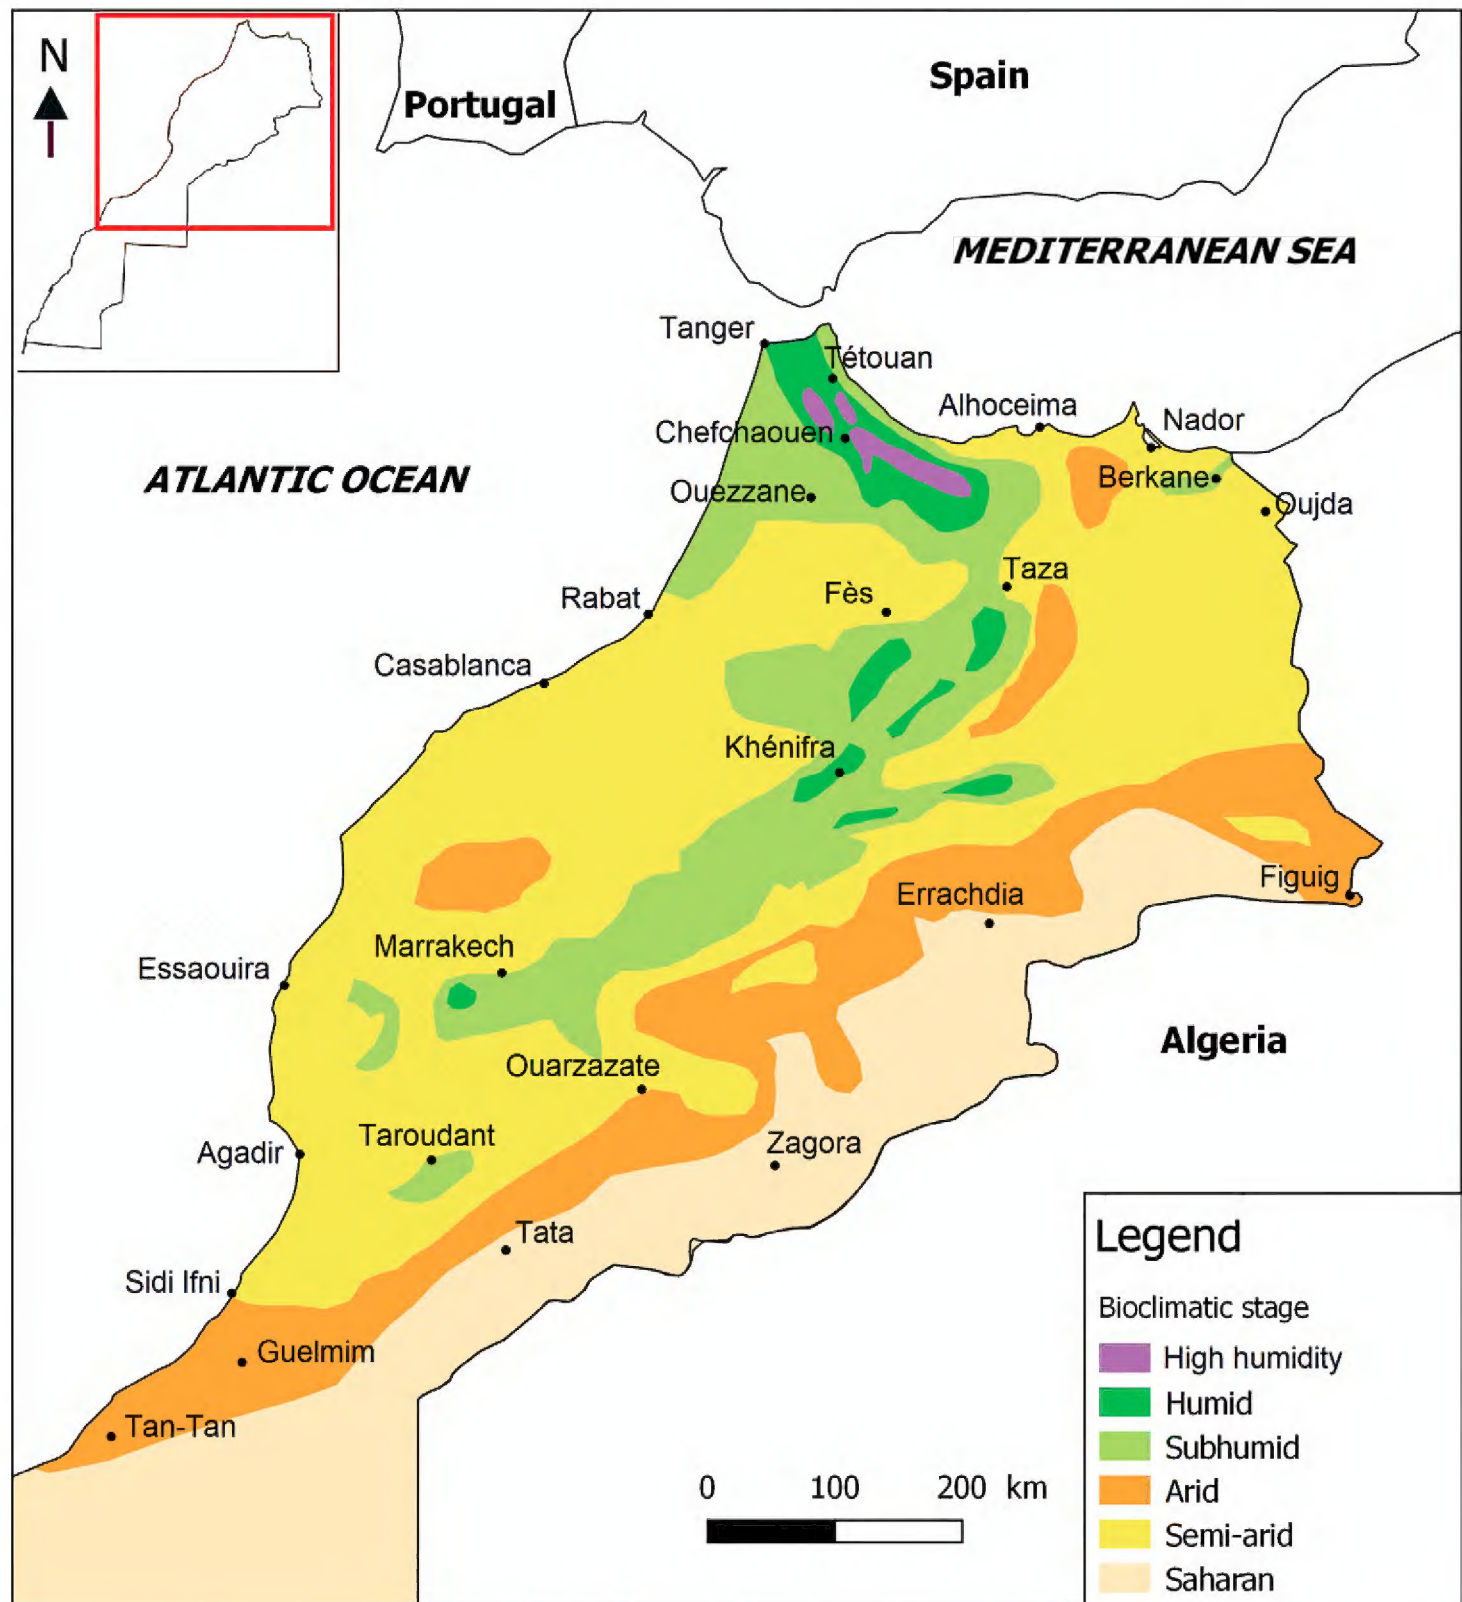 N
Portugal
Spain
MEDITERRANEAN SEA
Tanger
Tétouan
Alhoceima
Nador
Chefchaouen
ATLANTIC OCEAN
Berkane
Ouezzane
Oujda
Taza
Fès
Rabat
Casablanca
Khénifra
Figuig
Errachdia
Marrakech
Essaouira
Algeria
Ouarzazate
Taroudant
Zagora
Agadir
Tata
Sidi Ifni
Guelmim
Tan-Tan
Legend
Bioclimatic stage
High humidity
Humid
Subhumid
Arid
Semi-arid
Saharan
0 100 200 km